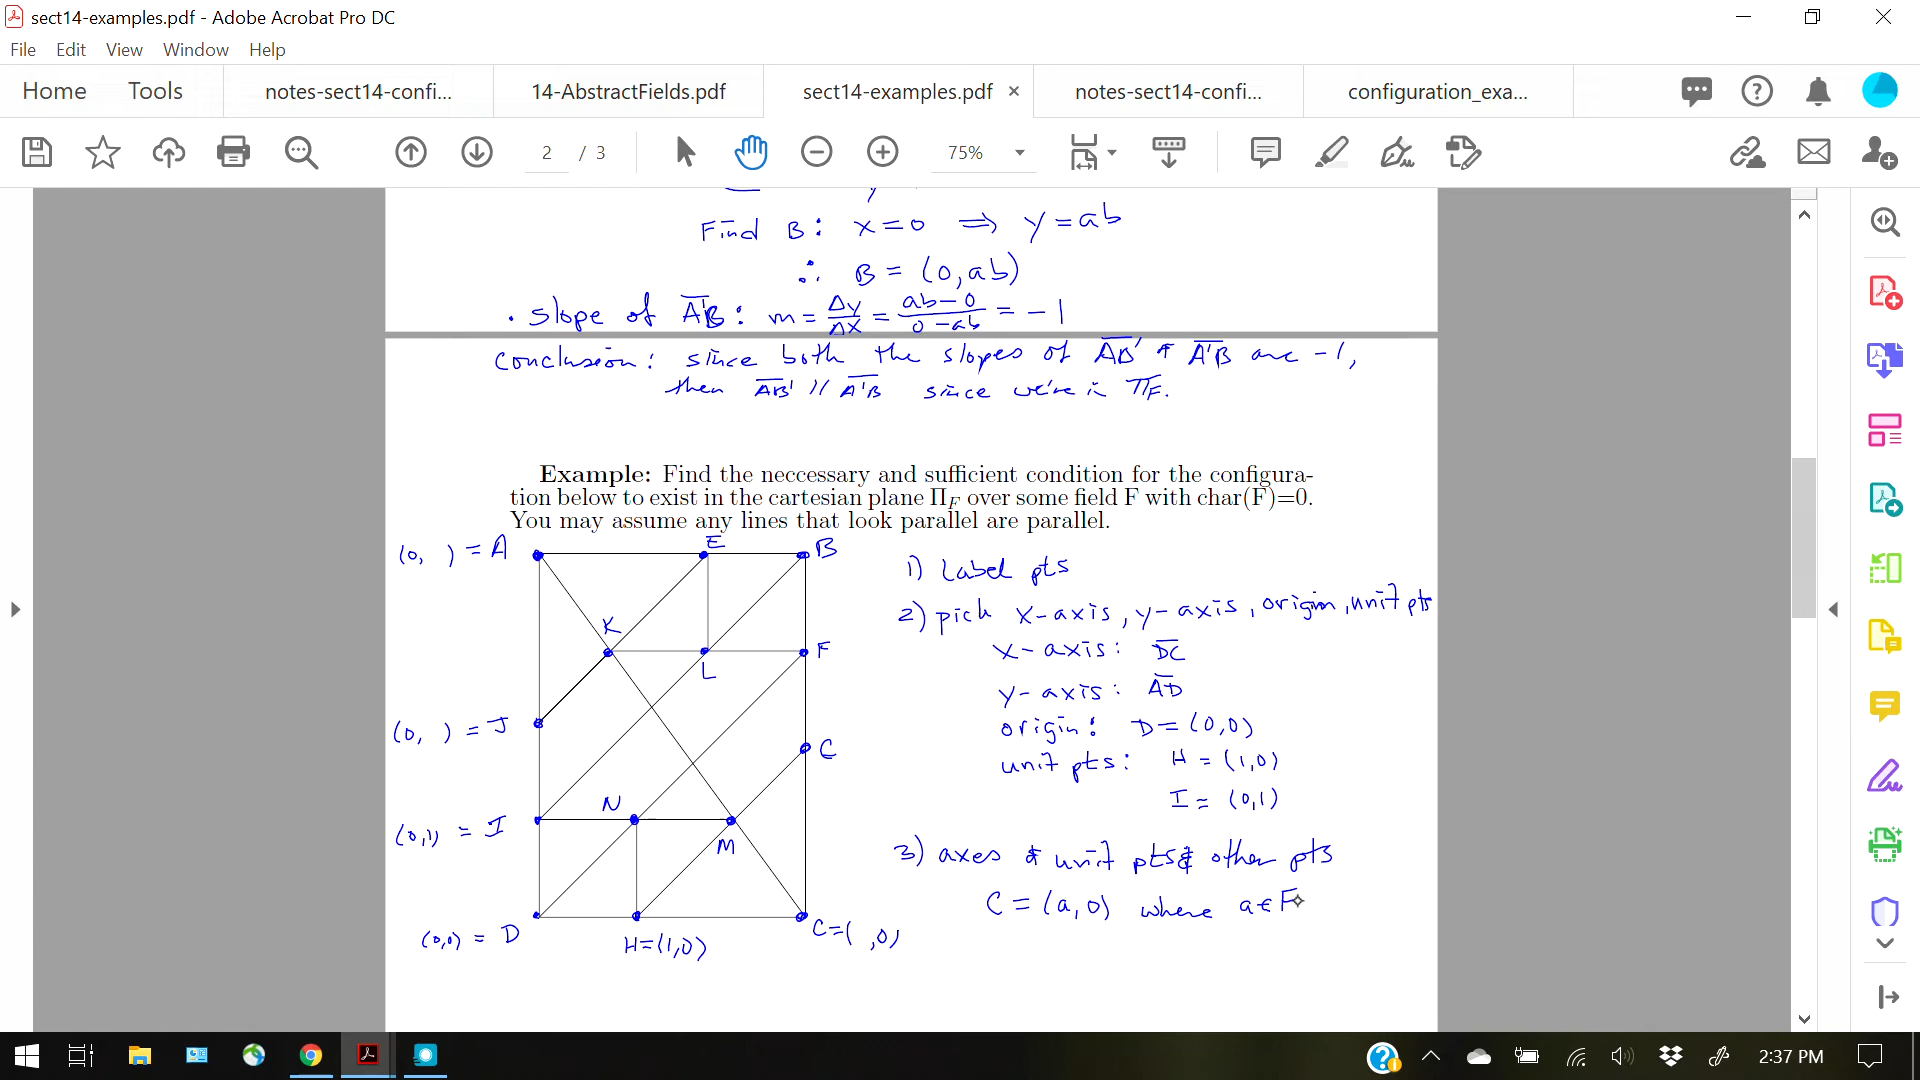 sect14-examples.pdf - Adobe Acrobat Pro DC
File Edit View Window Help
Home Tools notes-sect14-confi... 14-AbstractFields.pdf sect14-examples.pdf × notes-sect14-confi... configuration_exa...
2 / 3 75%
Find B: x=0 ⟹ y=ab
∴ B = (0,ab)
• slope of A'B: m = Δy/Δx = ab-0/0-ab = -1
Conclusion: since both the slopes of AB' & A'B are -1,
then AB' // A'B since we're in Π_F.
Example: Find the neccessary and sufficient condition for the configura-
tion below to exist in the cartesian plane Π_F over some field F with char(F)=0.
You may assume any lines that look parallel are parallel.
(0, ) = A
E
B
K
L
F
(0, ) = J
C
(0,1) = I
N
M
(0,0) = D
H=(1,0)
C=( ,0)
1) Label pts
2) pick x-axis, y-axis, origin, unit pts
x-axis: DC
y-axis: AD
origin: D=(0,0)
unit pts: H = (1,0)
I = (0,1)
3) axes & unit pts & other pts
C = (a,0) where a∈F
2:37 PM